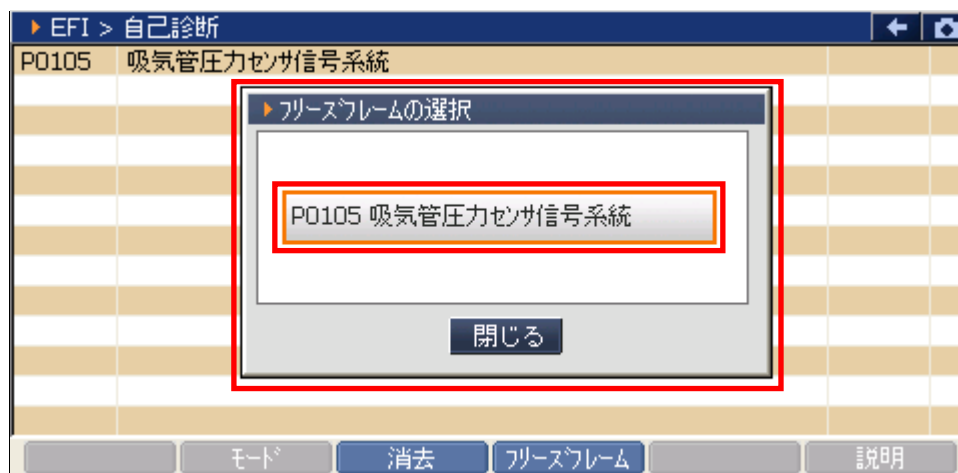 EFI > 自己診断
P0105 吸気管圧力ｾﾝｻ信号系統
ﾌﾘｰｽﾞﾌﾚｰﾑの選択
P0105 吸気管圧力ｾﾝｻ信号系統
閉じる
ﾓｰﾄﾞ 消去 ﾌﾘｰｽﾞﾌﾚｰﾑ 説明